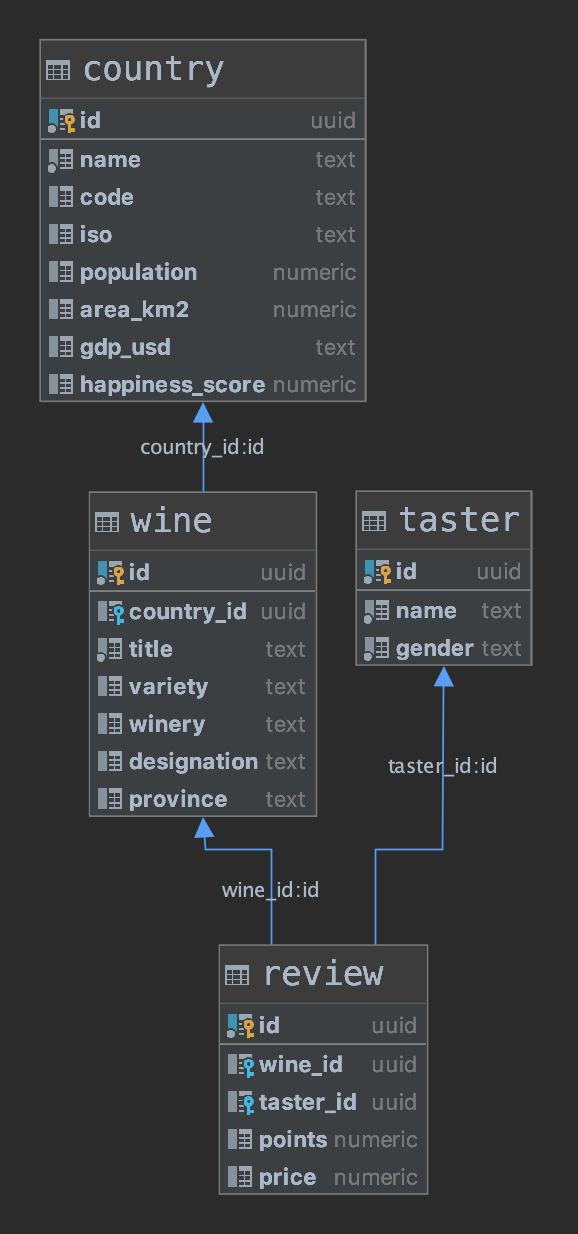 country
id uuid
name text
code text
iso text
population numeric
area_km2 numeric
gdp_usd text
happiness_score numeric
country_id:id
wine
id uuid
country_id uuid
title text
variety text
winery text
designation text
province text
taster
id uuid
name text
gender text
taster_id:id
wine_id:id
review
id uuid
wine_id uuid
taster_id uuid
points numeric
price numeric